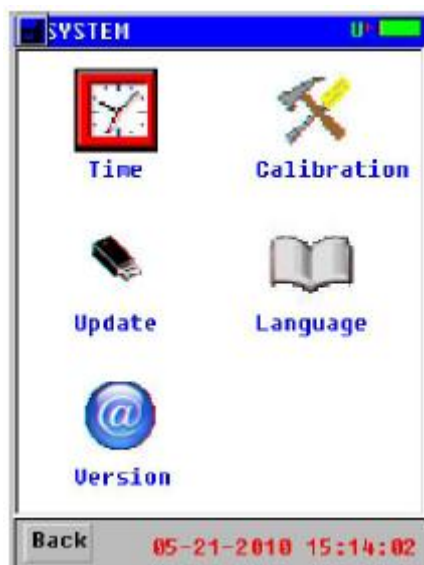 SYSTEM U
Time Calibration
Update Language
@
Version
Back 05-21-2010 15:14:02